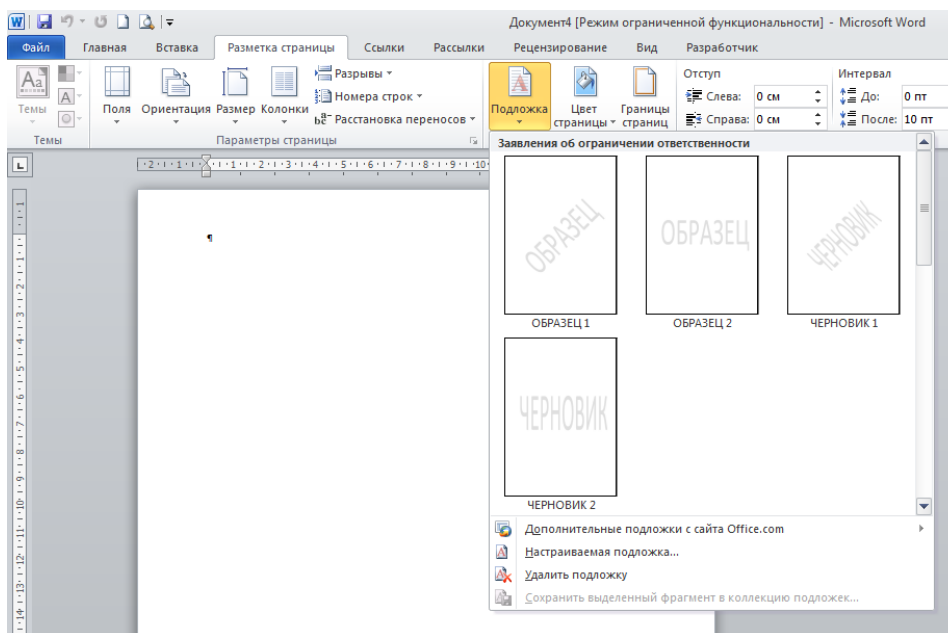 Документ4 [Режим ограниченной функциональности] - Microsoft Word
Файл Главная Вставка Разметка страницы Ссылки Рассылки Рецензирование Вид Разработчик
Aa Разрывы Отступ Интервал
A Номера строк Слева: 0 см До: 0 пт
Темы Поля Ориентация Размер Колонки Расстановка переносов Подложка Цвет страницы Границы страниц Справа: 0 см После: 10 пт
Темы Параметры страницы
Заявления об ограничении ответственности
ОБРАЗЕЦ ОБРАЗЕЦ ЧЕРНОВИК
ОБРАЗЕЦ 1 ОБРАЗЕЦ 2 ЧЕРНОВИК 1
ЧЕРНОВИК
ЧЕРНОВИК 2
Дополнительные подложки с сайта Office.com
Настраиваемая подложка...
Удалить подложку
Сохранить выделенный фрагмент в коллекцию подложек...